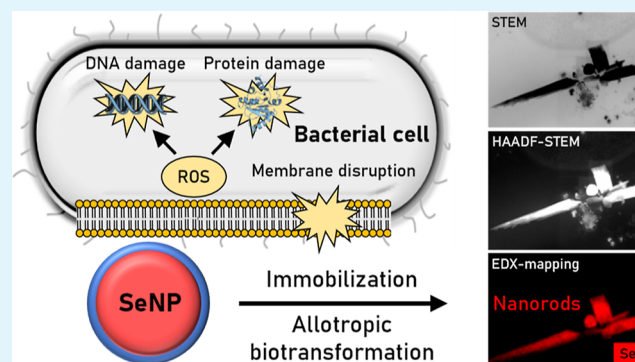 DNA damage
Protein damage
Bacterial cell
ROS
Membrane disruption
SeNP
Immobilization
Allotropic
biotransformation
STEM
HAADF-STEM
EDX-mapping
Nanorods
Se